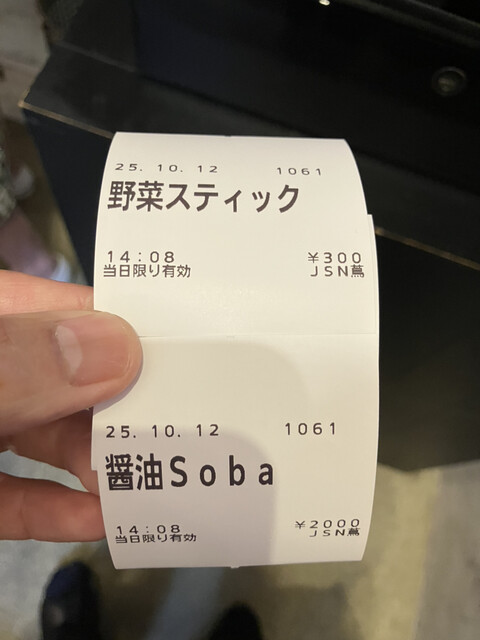 25. 10. 12 1061
野菜スティック
14:08 ¥300
当日限り有効 JSN蔦
25. 10. 12 1061
醤油Soba
14:08 ¥2000
当日限り有効 JSN蔦